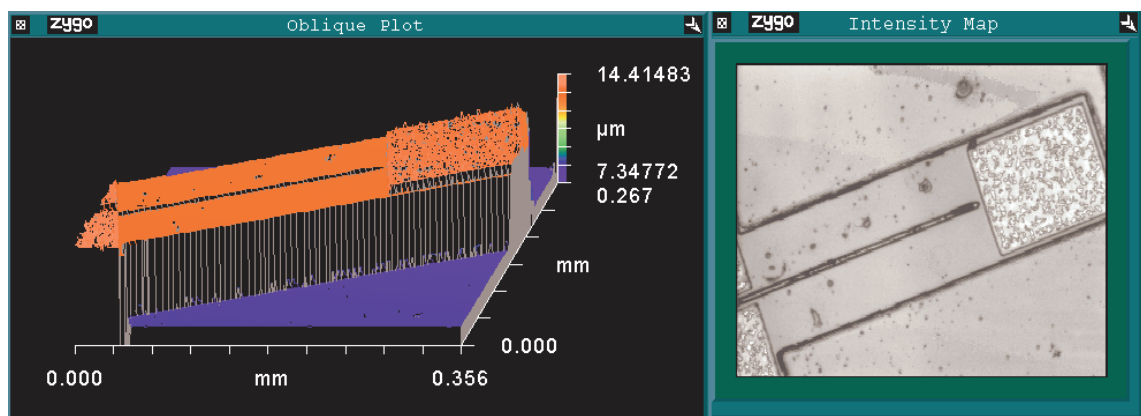 zygo
Oblique Plot
14.41483
µm
7.34772
0.267
mm
0.000
0.000
mm
0.356
zygo
Intensity Map